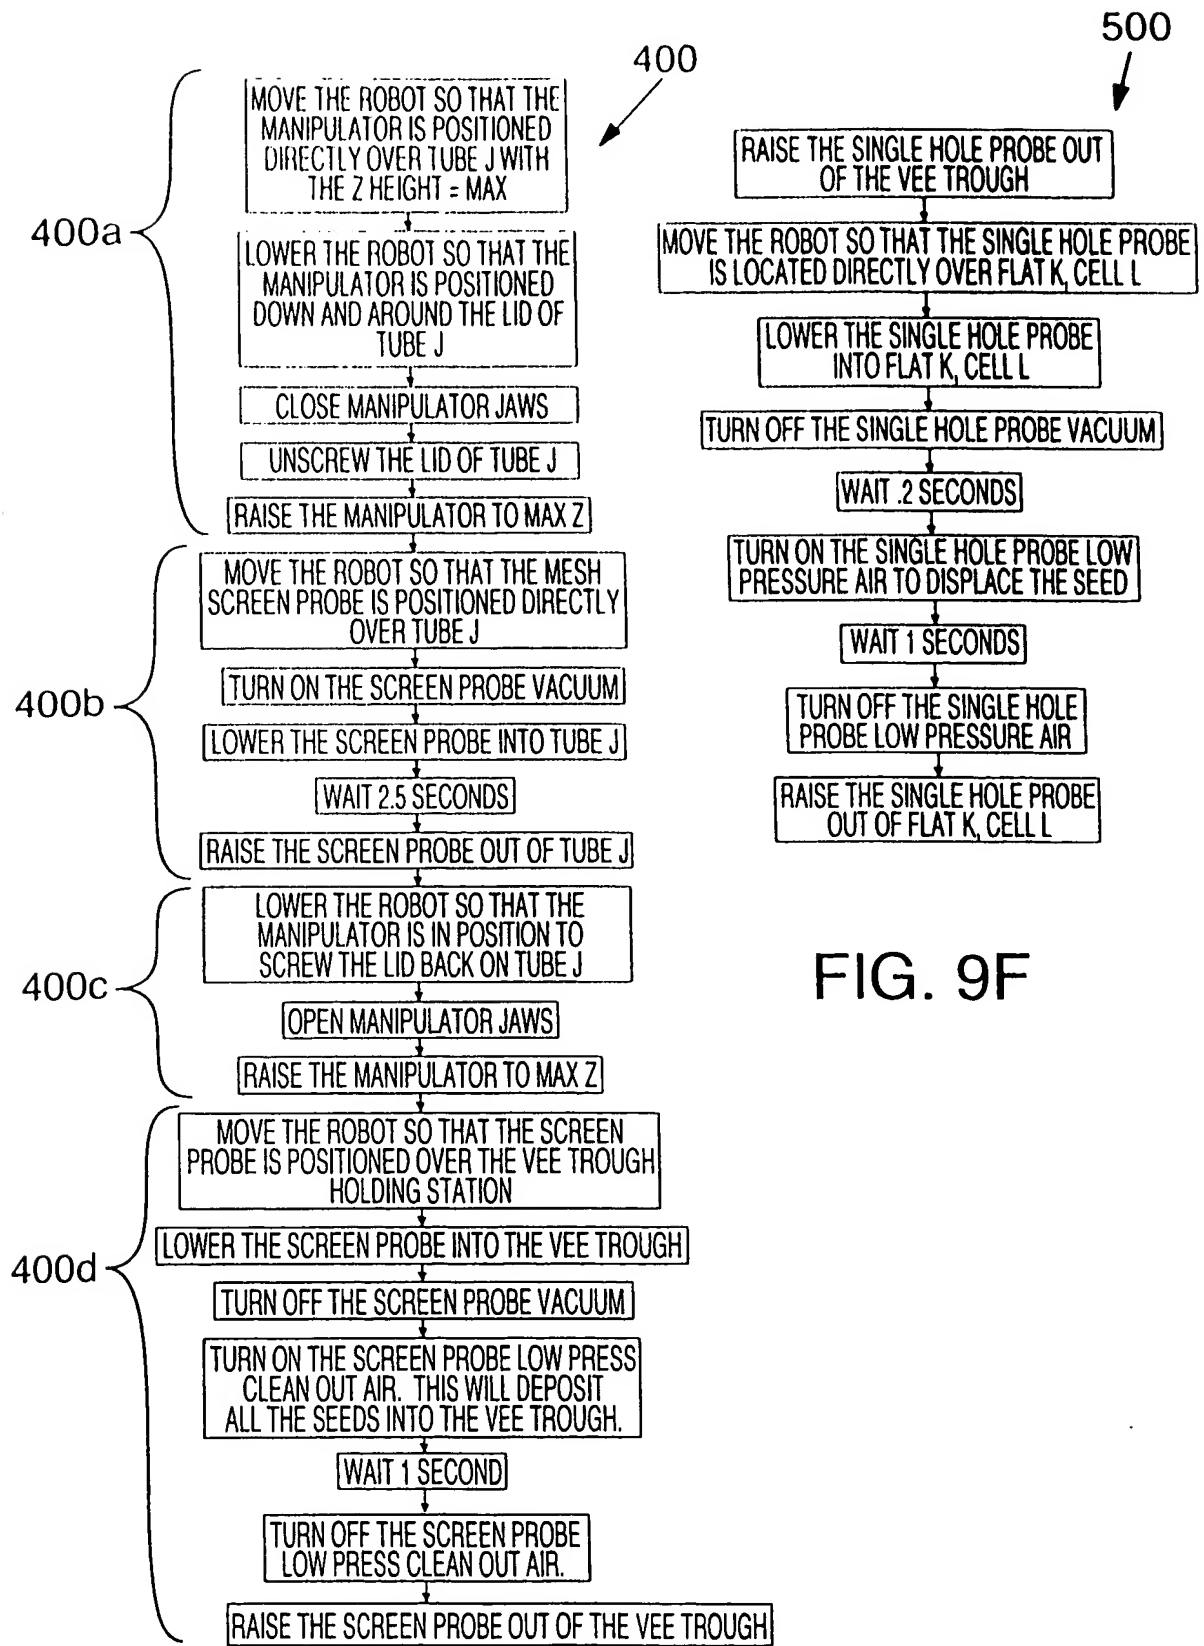 400
400a
MOVE THE ROBOT SO THAT THE
MANIPULATOR IS POSITIONED
DIRECTLY OVER TUBE J WITH
THE Z HEIGHT = MAX
LOWER THE ROBOT SO THAT THE
MANIPULATOR IS POSITIONED
DOWN AND AROUND THE LID OF
TUBE J
CLOSE MANIPULATOR JAWS
UNSCREW THE LID OF TUBE J
RAISE THE MANIPULATOR TO MAX Z
400b
MOVE THE ROBOT SO THAT THE MESH
SCREEN PROBE IS POSITIONED DIRECTLY
OVER TUBE J
TURN ON THE SCREEN PROBE VACUUM
LOWER THE SCREEN PROBE INTO TUBE J
WAIT 2.5 SECONDS
RAISE THE SCREEN PROBE OUT OF TUBE J
400c
LOWER THE ROBOT SO THAT THE
MANIPULATOR IS IN POSITION TO
SCREW THE LID BACK ON TUBE J
OPEN MANIPULATOR JAWS
RAISE THE MANIPULATOR TO MAX Z
400d
MOVE THE ROBOT SO THAT THE SCREEN
PROBE IS POSITIONED OVER THE VEE TROUGH
HOLDING STATION
LOWER THE SCREEN PROBE INTO THE VEE TROUGH
TURN OFF THE SCREEN PROBE VACUUM
TURN ON THE SCREEN PROBE LOW PRESS
CLEAN OUT AIR. THIS WILL DEPOSIT
ALL THE SEEDS INTO THE VEE TROUGH.
WAIT 1 SECOND
TURN OFF THE SCREEN PROBE
LOW PRESS CLEAN OUT AIR.
RAISE THE SCREEN PROBE OUT OF THE VEE TROUGH
500
RAISE THE SINGLE HOLE PROBE OUT
OF THE VEE TROUGH
MOVE THE ROBOT SO THAT THE SINGLE HOLE PROBE
IS LOCATED DIRECTLY OVER FLAT K, CELL L
LOWER THE SINGLE HOLE PROBE
INTO FLAT K, CELL L
TURN OFF THE SINGLE HOLE PROBE VACUUM
WAIT .2 SECONDS
TURN ON THE SINGLE HOLE PROBE LOW
PRESSURE AIR TO DISPLACE THE SEED
WAIT 1 SECONDS
TURN OFF THE SINGLE HOLE
PROBE LOW PRESSURE AIR
RAISE THE SINGLE HOLE PROBE
OUT OF FLAT K, CELL L
FIG. 9F